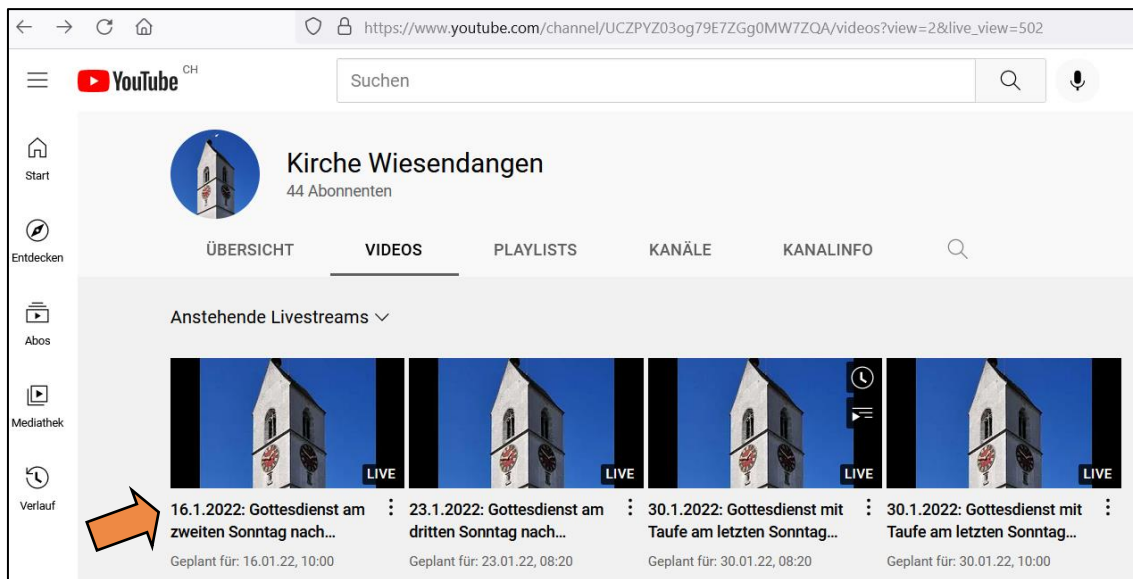 https://www.youtube.com/channel/UCZPYZ03og79E7ZGg0MW7ZQA/videos?view=2&live_view=502
YouTube CH
Suchen
Start
Entdecken
Abos
Mediathek
Verlauf
Kirche Wiesendangen
44 Abonnenten
ÜBERSICHT VIDEOS PLAYLISTS KANÄLE KANALINFO
Anstehende Livestreams
LIVE
16.1.2022: Gottesdienst am
zweiten Sonntag nach...
Geplant für: 16.01.22, 10:00
LIVE
23.1.2022: Gottesdienst am
dritten Sonntag nach...
Geplant für: 23.01.22, 08:20
LIVE
30.1.2022: Gottesdienst mit
Taufe am letzten Sonntag...
Geplant für: 30.01.22, 08:20
LIVE
30.1.2022: Gottesdienst mit
Taufe am letzten Sonntag...
Geplant für: 30.01.22, 10:00